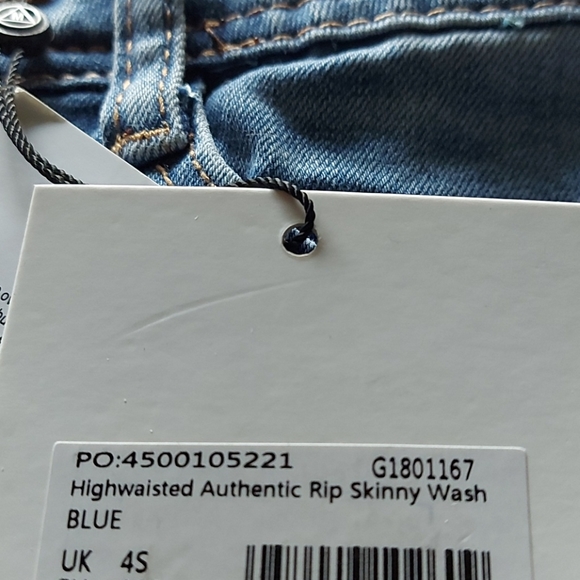 PO:4500105221 G1801167
Highwaisted Authentic Rip Skinny Wash
BLUE
UK 4S